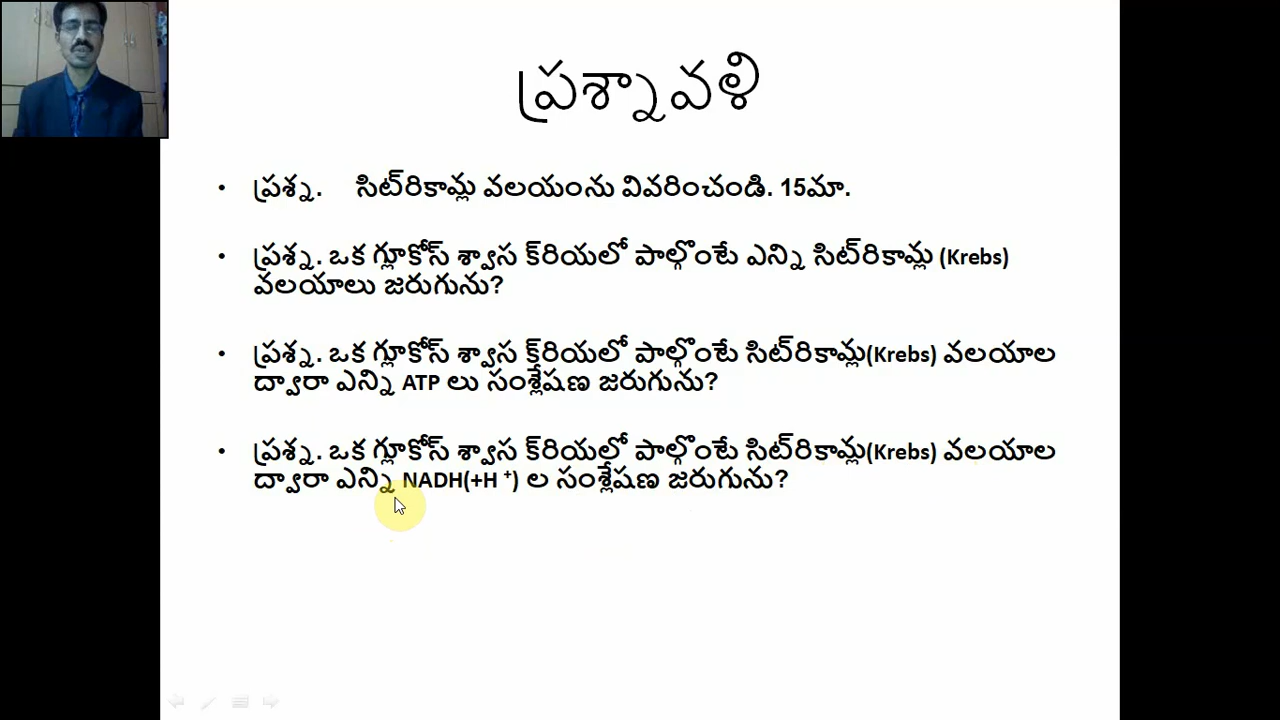 ప్రశ్నావళి
• ప్రశ్న. సిట్‌రికామ్ల వలయంను వివరించండి. 15మా.
• ప్రశ్న. ఒక గ్లూకోస్ శ్వాస క్‌రియలో పాల్గొంటే ఎన్ని సిట్‌రికామ్ల (Krebs)
వలయాలు జరుగును?
• ప్రశ్న. ఒక గ్లూకోస్ శ్వాస క్‌రియలో పాల్గొంటే సిట్‌రికామ్ల(Krebs) వలయాల
ద్వారా ఎన్ని ATP లు సంశ్లేషణ జరుగును?
• ప్రశ్న. ఒక గ్లూకోస్ శ్వాస క్‌రియలో పాల్గొంటే సిట్‌రికామ్ల(Krebs) వలయాల
ద్వారా ఎన్ని NADH(+H ⁺) ల సంశ్లేషణ జరుగును?